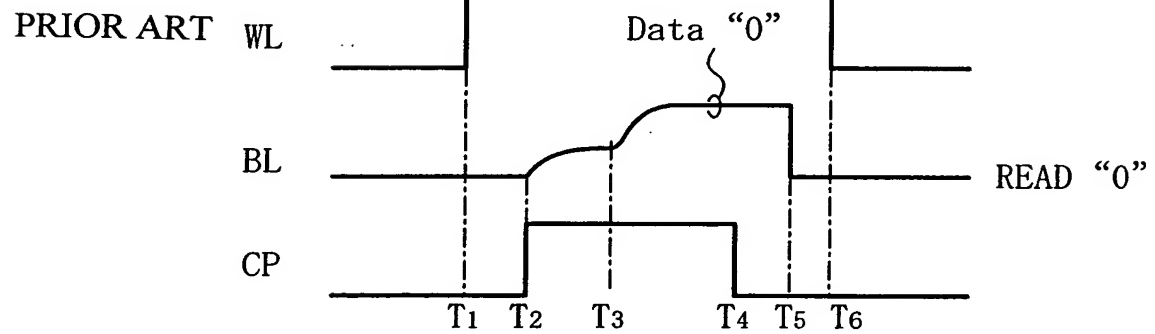 PRIOR ART WL Data “0”
BL READ “0”
CP
T1 T2 T3 T4 T5 T6